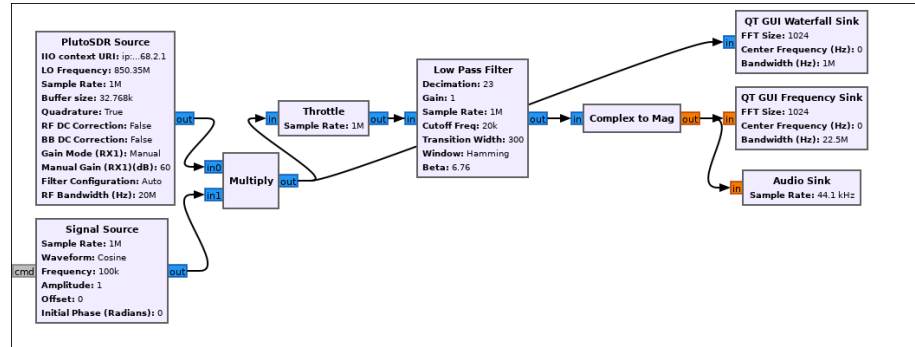 PlutoSDR Source
IIO context URI: ip:...68.2.1
LO Frequency: 850.35M
Sample Rate: 1M
Buffer size: 32.768k
Quadrature: True
RF DC Correction: False
BB DC Correction: False
Gain Mode (RX1): Manual
Manual Gain (RX1)(dB): 60
Filter Configuration: Auto
RF Bandwidth (Hz): 20M
out
Signal Source
Sample Rate: 1M
Waveform: Cosine
Frequency: 100k
Amplitude: 1
Offset: 0
Initial Phase (Radians): 0
cmd
out
in0
in1
Multiply
out
in
Throttle
Sample Rate: 1M
out
in
Low Pass Filter
Decimation: 23
Gain: 1
Sample Rate: 1M
Cutoff Freq: 20k
Transition Width: 300
Window: Hamming
Beta: 6.76
out
in
Complex to Mag
out
in
QT GUI Waterfall Sink
FFT Size: 1024
Center Frequency (Hz): 0
Bandwidth (Hz): 1M
in
QT GUI Frequency Sink
FFT Size: 1024
Center Frequency (Hz): 0
Bandwidth (Hz): 22.5M
in
Audio Sink
Sample Rate: 44.1 kHz